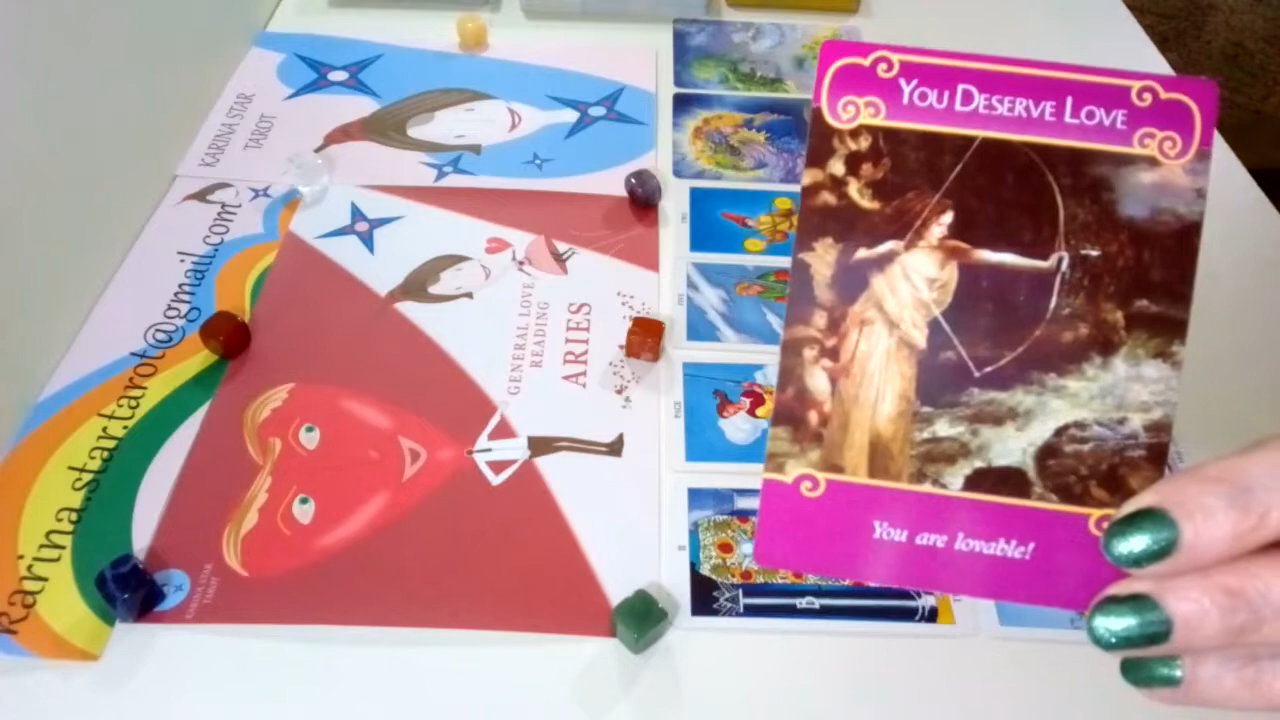 KARINA STAR
TAROT
karina.star.tarot@gmail.com
GENERAL LOVE
READING
ARIES
KARINA STAR
TAROT
PAGE
B
YOU DESERVE LOVE
You are lovable!